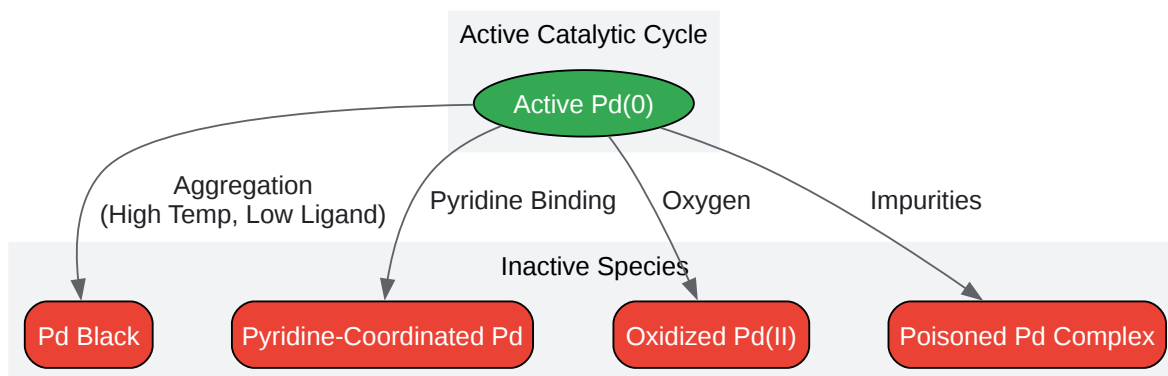 Active Catalytic Cycle
Active Pd(0)
Aggregation
(High Temp, Low Ligand)
Pyridine Binding
Oxygen
Impurities
Inactive Species
Pd Black
Pyridine-Coordinated Pd
Oxidized Pd(II)
Poisoned Pd Complex